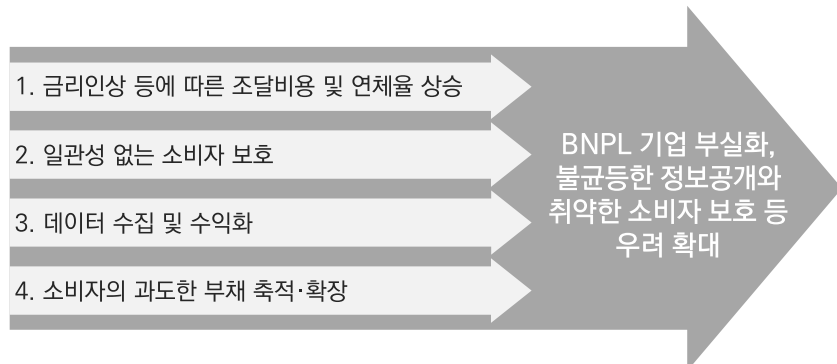 1. 금리인상 등에 따른 조달비용 및 연체율 상승
2. 일관성 없는 소비자 보호
3. 데이터 수집 및 수익화
4. 소비자의 과도한 부채 축적·확장
BNPL 기업 부실화,
불균등한 정보공개와
취약한 소비자 보호 등
우려 확대